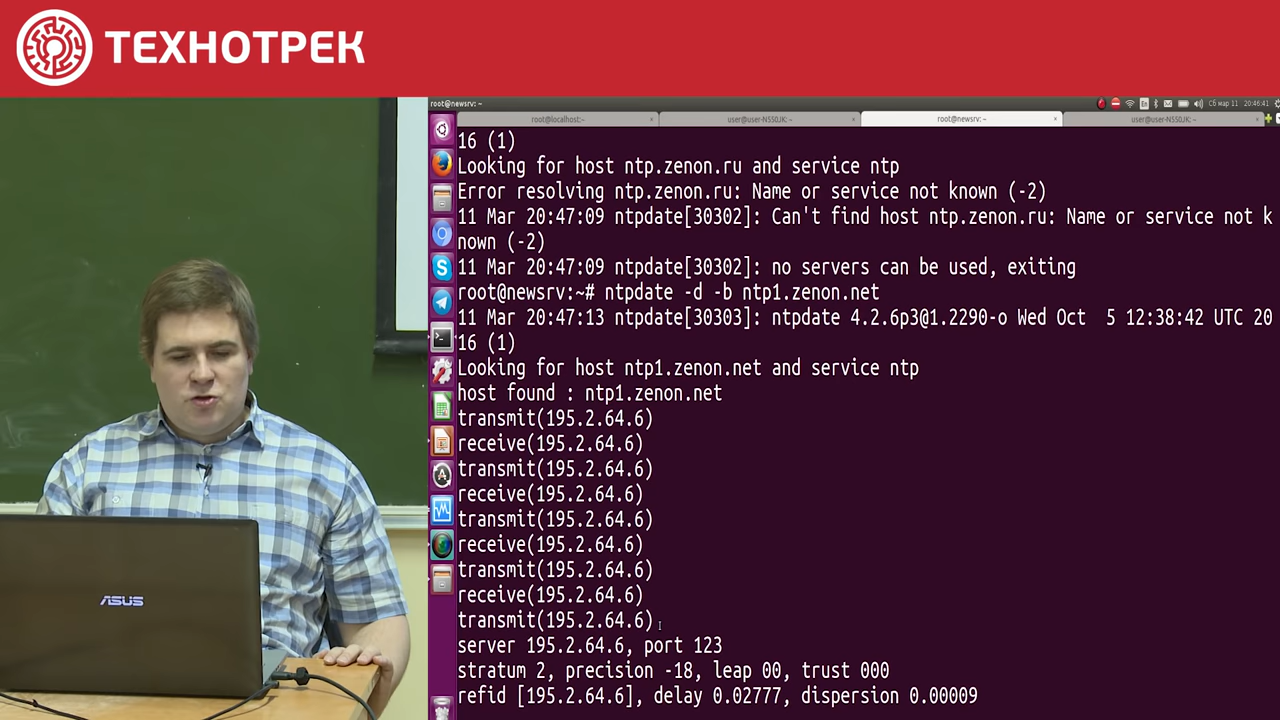 ТЕХНОТРЕК
root@newsrv: ~
Сб мар 11 20:46:41
root@localhost:~
user@user-N550JK: ~
root@newsrv: ~
user@user-N550JK: ~
16 (1)
Looking for host ntp.zenon.ru and service ntp
Error resolving ntp.zenon.ru: Name or service not known (-2)
11 Mar 20:47:09 ntpdate[30302]: Can't find host ntp.zenon.ru: Name or service not k
nown (-2)
11 Mar 20:47:09 ntpdate[30302]: no servers can be used, exiting
root@newsrv:~# ntpdate -d -b ntp1.zenon.net
11 Mar 20:47:13 ntpdate[30303]: ntpdate 4.2.6p3@1.2290-o Wed Oct  5 12:38:42 UTC 20
16 (1)
Looking for host ntp1.zenon.net and service ntp
host found : ntp1.zenon.net
transmit(195.2.64.6)
receive(195.2.64.6)
transmit(195.2.64.6)
receive(195.2.64.6)
transmit(195.2.64.6)
receive(195.2.64.6)
transmit(195.2.64.6)
receive(195.2.64.6)
transmit(195.2.64.6)
server 195.2.64.6, port 123
stratum 2, precision -18, leap 00, trust 000
refid [195.2.64.6], delay 0.02777, dispersion 0.00009
ASUS